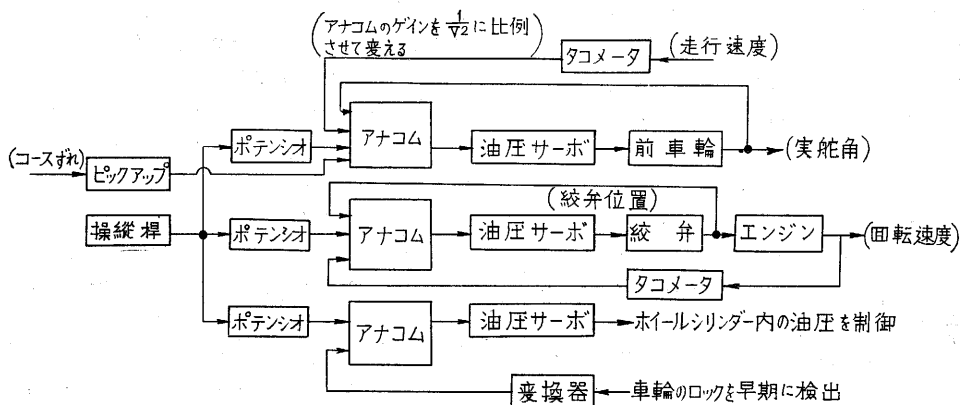 (アナコムのゲインを 1/∇2 に比例
させて変える)
タコメータ
(走行速度)
アナコム
ポテンシオ
油圧サーボ
前車輪
(実舵角)
(コースずれ)
ピックアップ
(絞弁位置)
操縦桿
ポテンシオ
アナコム
油圧サーボ
絞弁
エンジン
(回転速度)
タコメータ
ポテンシオ
アナコム
油圧サーボ
ホイールシリンダー内の油圧を制御
変換器
車輪のロックを早期に検出